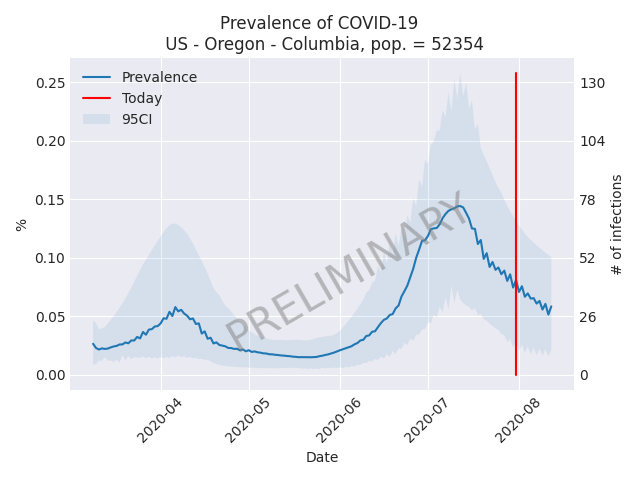 Prevalence of COVID-19
US - Oregon - Columbia, pop. = 52354
Prevalence
Today
95CI
0.25
0.20
0.15
0.10
0.05
0.00
%
130
104
78
52
26
0
# of infections
PRELIMINARY
2020-04
2020-05
2020-06
2020-07
2020-08
Date